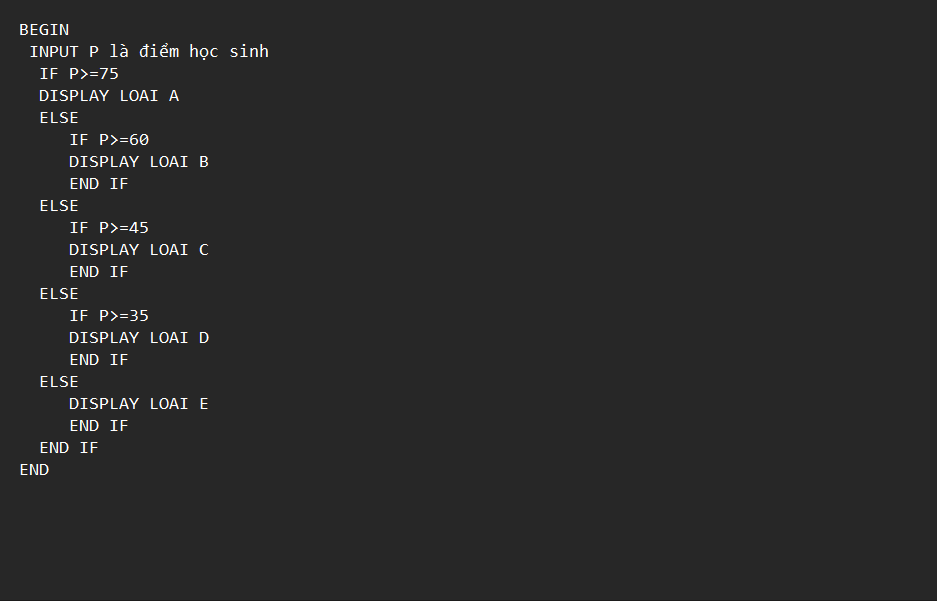 BEGIN
INPUT P là điểm học sinh
IF P>=75
DISPLAY LOAI A
ELSE
IF P>=60
DISPLAY LOAI B
END IF
ELSE
IF P>=45
DISPLAY LOAI C
END IF
ELSE
IF P>=35
DISPLAY LOAI D
END IF
ELSE
DISPLAY LOAI E
END IF
END IF
END